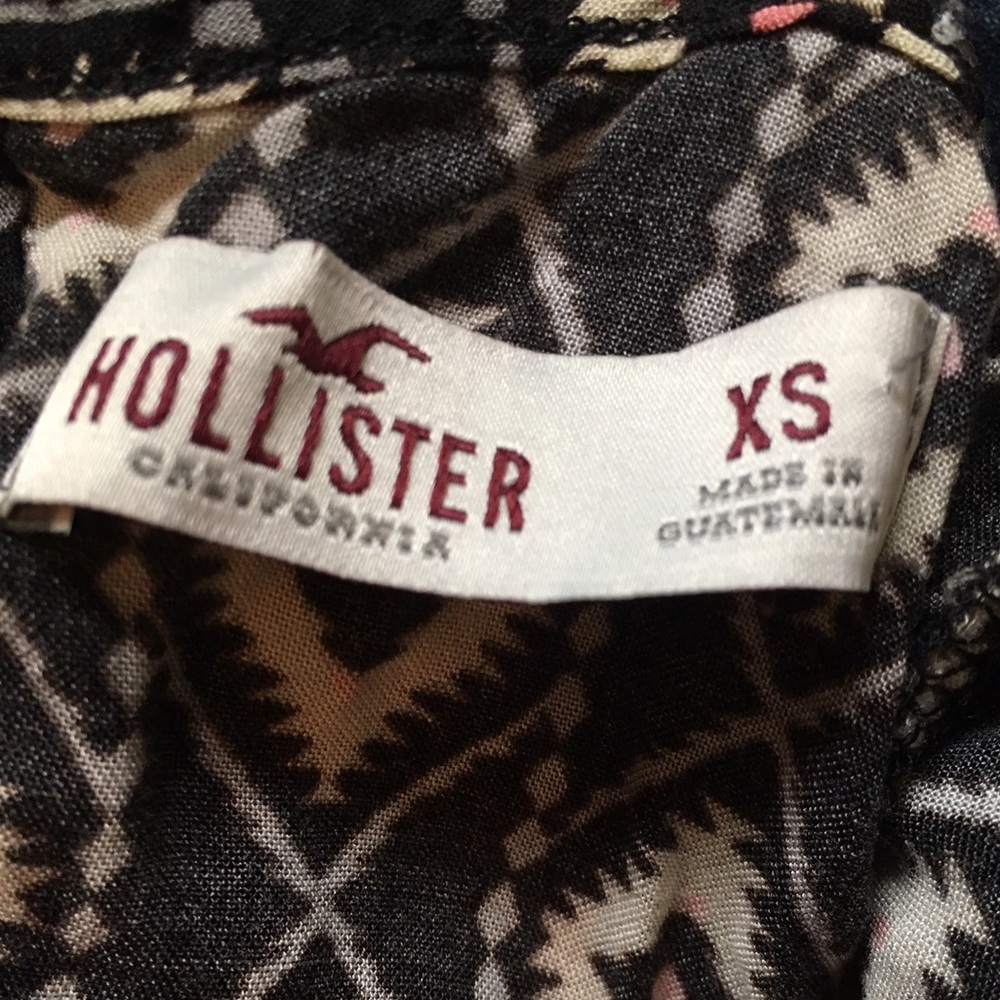 HOLLISTER
CALIFORNIA
XS
MADE IN
GUATEMALA